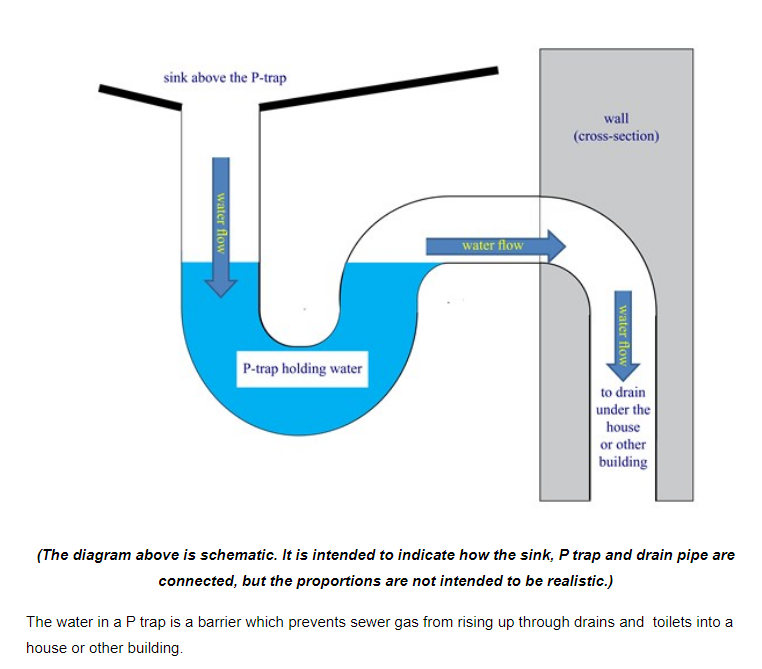 sink above the P-trap
wall
(cross-section)
water flow
water flow
P-trap holding water
water flow
to drain
under the
house
or other
building
(The diagram above is schematic. It is intended to indicate how the sink, P trap and drain pipe are
connected, but the proportions are not intended to be realistic.)
The water in a P trap is a barrier which prevents sewer gas from rising up through drains and  toilets into a
house or other building.